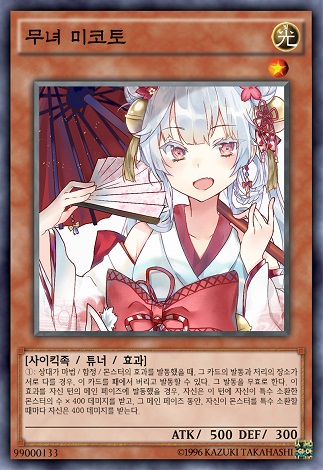 무녀 미코토
光
[사이킥족 / 튜너 / 효과]
①: 상대가 마법 / 함정 / 몬스터의 효과를 발동했을 때, 그 카드의 발동과 처리의 장소가
서로 다를 경우, 이 카드를 패에서 버리고 발동할 수 있다. 그 발동을 무효로 한다. 이
효과를 자신 턴의 메인 페이즈에 발동했을 경우, 자신은 이 턴에 자신이 특수 소환한
몬스터의 수 × 400 데미지를 받고, 그 메인 페이즈 동안, 자신이 몬스터를 특수 소환할
때마다 자신은 400 데미지를 받는다.
ATK/ 500 DEF/ 300
99000133
©1996 KAZUKI TAKAHASHI